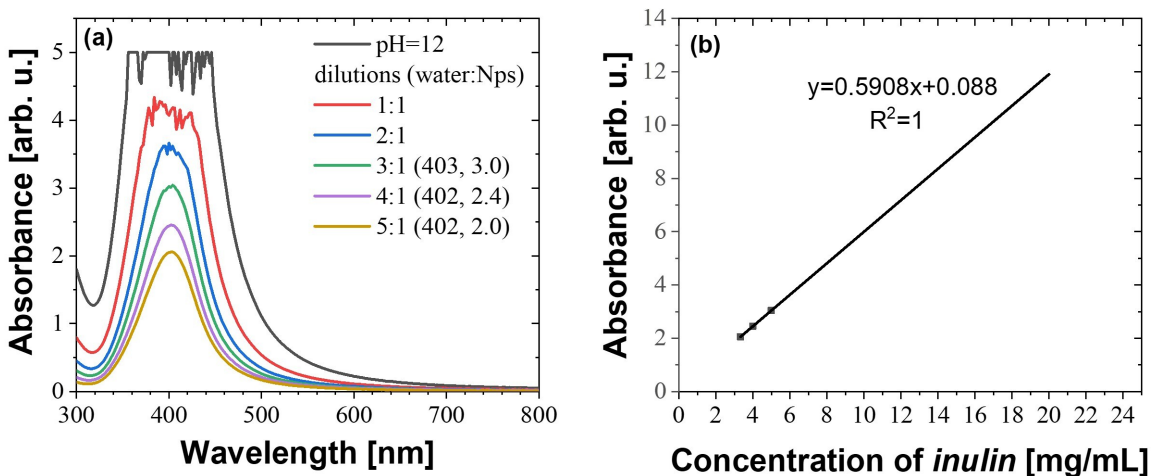 (a)
pH=12
dilutions (water:Nps)
1:1
2:1
3:1 (403, 3.0)
4:1 (402, 2.4)
5:1 (402, 2.0)
5
4
3
2
1
0
300 400 500 600 700 800
Absorbance [arb. u.]
Wavelength [nm]
(b)
y=0.5908x+0.088
R²=1
14
12
10
8
6
4
2
0
0 2 4 6 8 10 12 14 16 18 20 22 24
Absorbance [arb. u.]
Concentration of inulin [mg/mL]